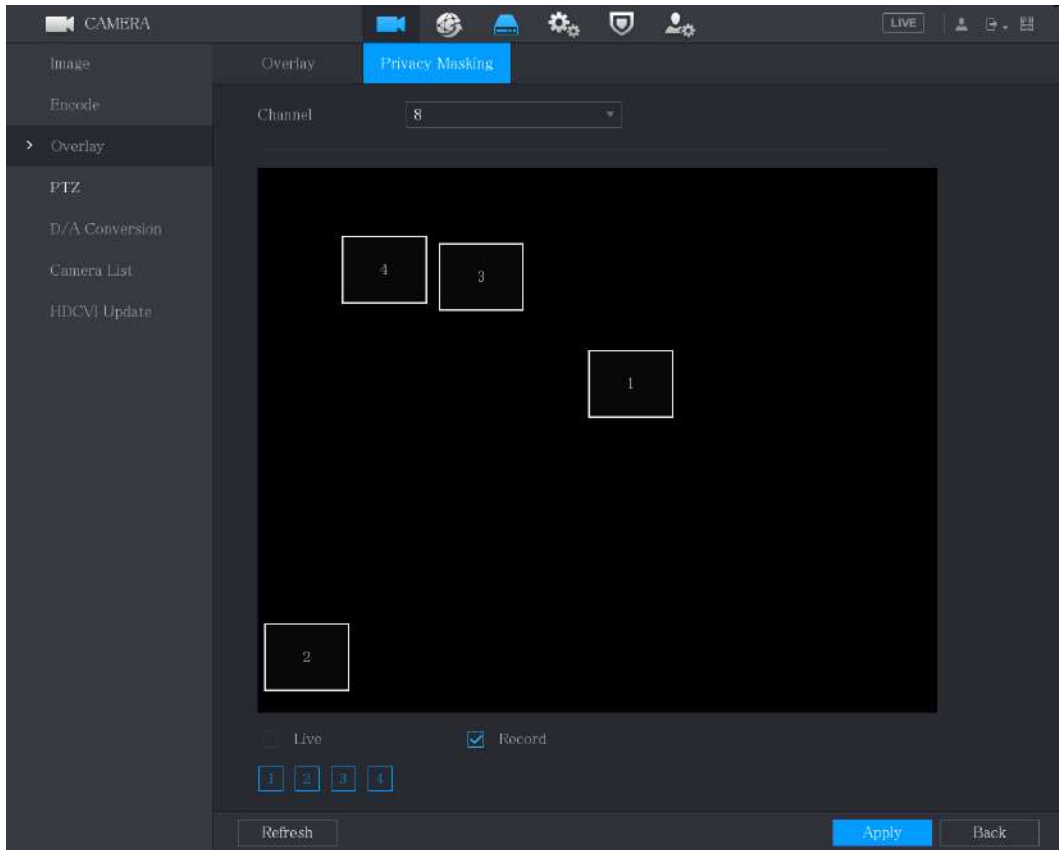 CAMERA
LIVE
Image
Encode
Overlay
PTZ
D/A Conversion
Camera List
HDCVI Update
Overlay Privacy Masking
Channel 8
4
3
1
2
Live Record
1 2 3 4
Refresh Apply Back